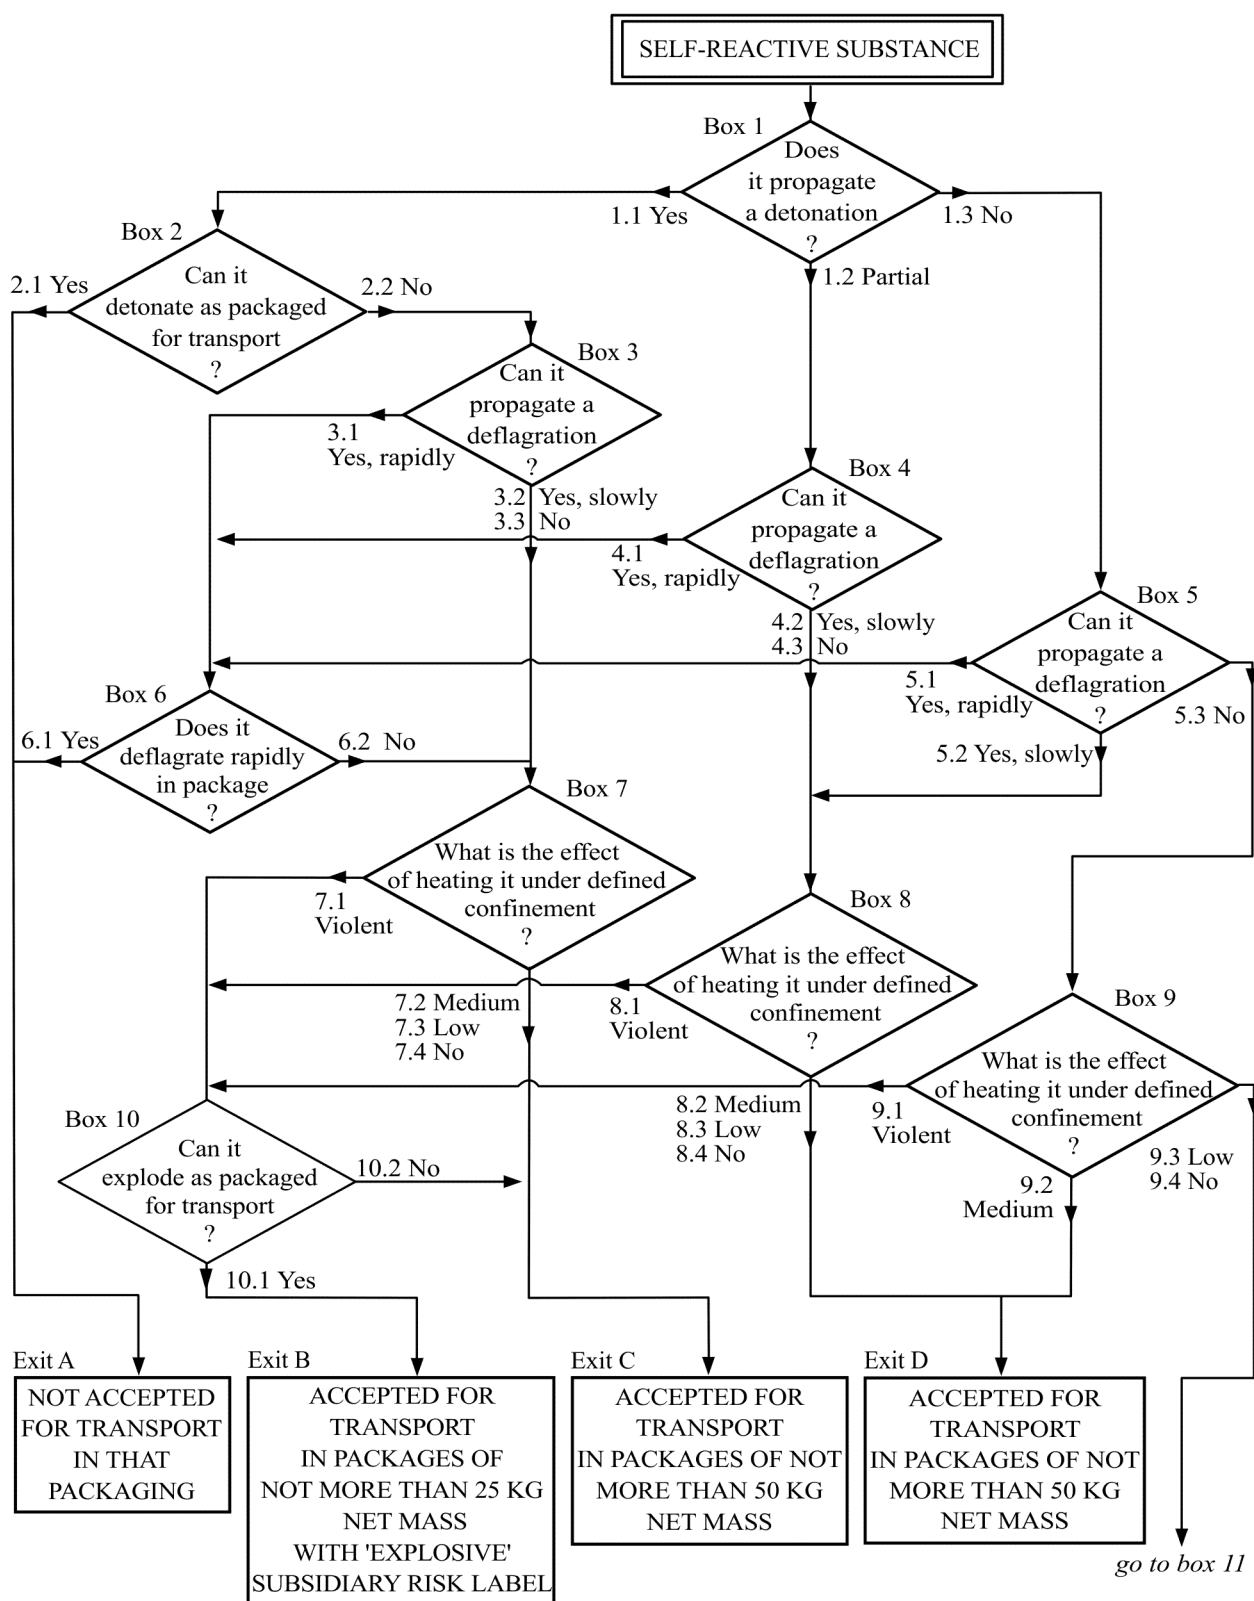 SELF-REACTIVE SUBSTANCE
Box 1
Does
it propagate
a detonation
?
1.1 Yes
1.3 No
1.2 Partial
Box 2
Can it
detonate as packaged
for transport
?
2.1 Yes
2.2 No
Box 3
Can it
propagate a
deflagration
?
3.1
Yes, rapidly
3.2 Yes, slowly
3.3 No
Box 4
Can it
propagate a
deflagration
?
4.1
Yes, rapidly
4.2 Yes, slowly
4.3 No
Box 5
Can it
propagate a
deflagration
?
5.1
Yes, rapidly
5.3 No
5.2 Yes, slowly
Box 6
Does it
deflagrate rapidly
in package
?
6.1 Yes
6.2 No
Box 7
What is the effect
of heating it under defined
confinement
?
7.1
Violent
7.2 Medium
7.3 Low
7.4 No
Box 8
What is the effect
of heating it under defined
confinement
?
8.1
Violent
8.2 Medium
8.3 Low
8.4 No
Box 9
What is the effect
of heating it under defined
confinement
?
9.1
Violent
9.2
Medium
9.3 Low
9.4 No
Box 10
Can it
explode as packaged
for transport
?
10.2 No
10.1 Yes
Exit A
NOT ACCEPTED
FOR TRANSPORT
IN THAT
PACKAGING
Exit B
ACCEPTED FOR
TRANSPORT
IN PACKAGES OF
NOT MORE THAN 25 KG
NET MASS
WITH 'EXPLOSIVE'
SUBSIDIARY RISK LABEL
Exit C
ACCEPTED FOR
TRANSPORT
IN PACKAGES OF NOT
MORE THAN 50 KG
NET MASS
Exit D
ACCEPTED FOR
TRANSPORT
IN PACKAGES OF NOT
MORE THAN 50 KG
NET MASS
go to box 11